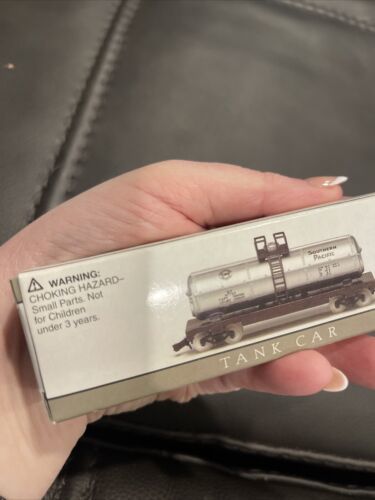 WARNING:
CHOKING HAZARD–
Small Parts. Not
for Children
under 3 years.
SOUTHERN
PACIFIC
TANK CAR